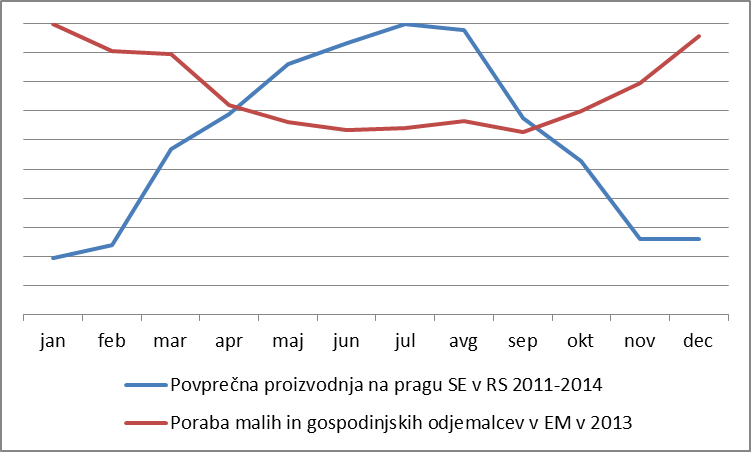 jan feb mar apr maj jun jul avg sep okt nov dec
Povprečna proizvodnja na pragu SE v RS 2011-2014
Poraba malih in gospodinjskih odjemalcev v EM v 2013